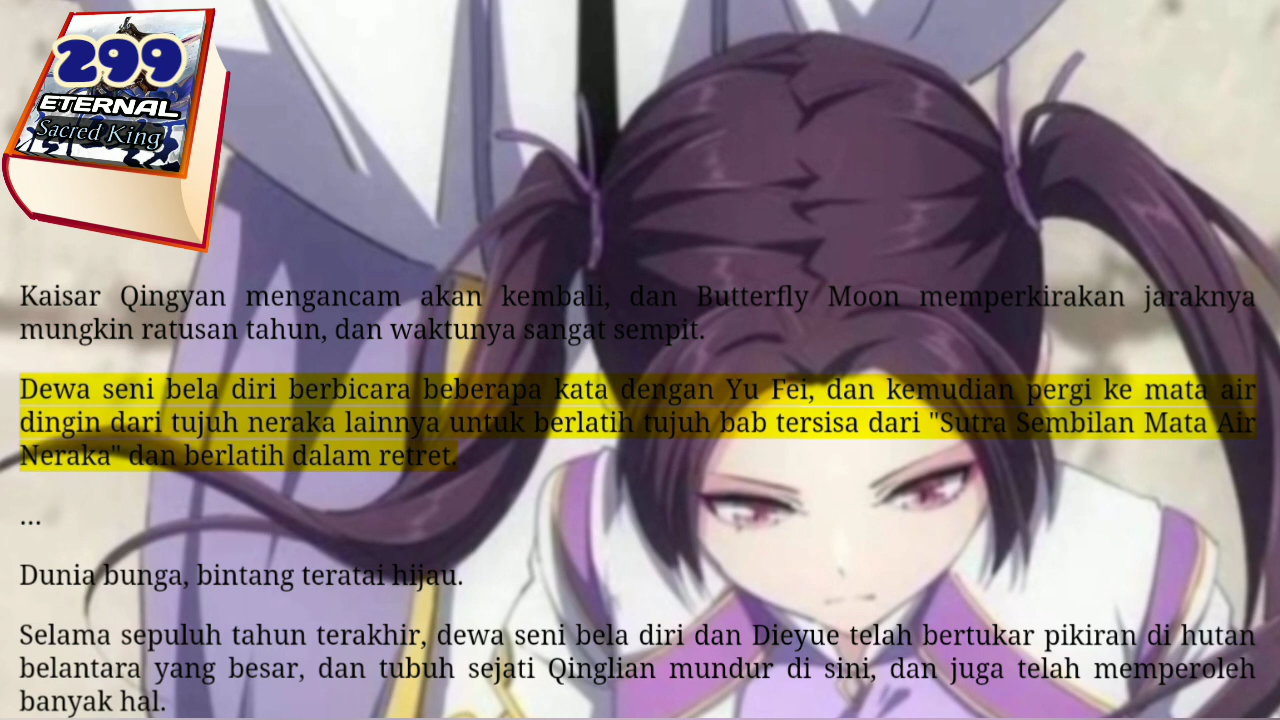 299
ETERNAL
Sacred King
Kaisar Qingyan mengancam akan kembali, dan Butterfly Moon memperkirakan jaraknya
mungkin ratusan tahun, dan waktunya sangat sempit.
Dewa seni bela diri berbicara beberapa kata dengan Yu Fei, dan kemudian pergi ke mata air
dingin dari tujuh neraka lainnya untuk berlatih tujuh bab tersisa dari "Sutra Sembilan Mata Air
Neraka" dan berlatih dalam retret.
...
Dunia bunga, bintang teratai hijau.
Selama sepuluh tahun terakhir, dewa seni bela diri dan Dieyue telah bertukar pikiran di hutan
belantara yang besar, dan tubuh sejati Qinglian mundur di sini, dan juga telah memperoleh
banyak hal.